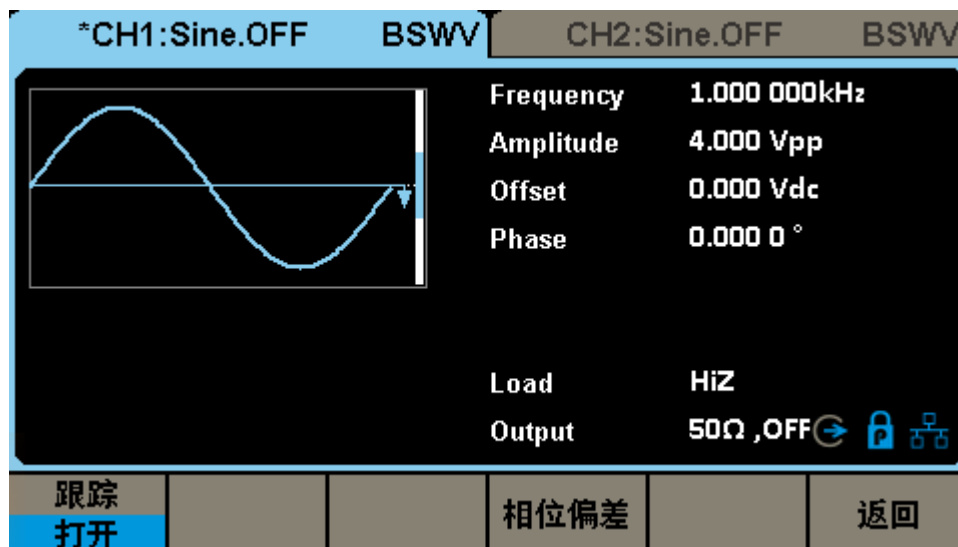 *CH1:Sine.OFF BSWV CH2:Sine.OFF BSWV
Frequency 1.000 000kHz
Amplitude 4.000 Vpp
Offset 0.000 Vdc
Phase 0.000 0 °
Load HiZ
Output 50Ω ,OFF P
跟踪 相位偏差 返回
打开